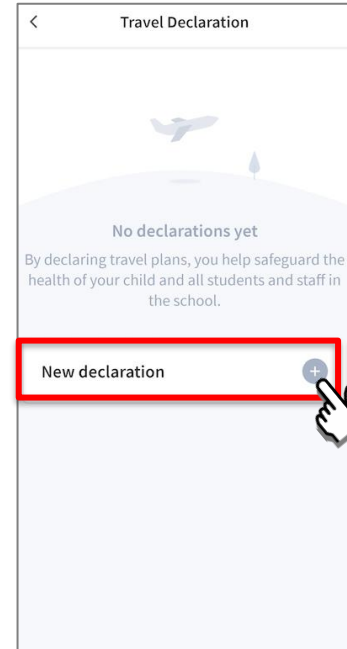 Travel Declaration
No declarations yet
By declaring travel plans, you help safeguard the
health of your child and all students and staff in
the school.
New declaration